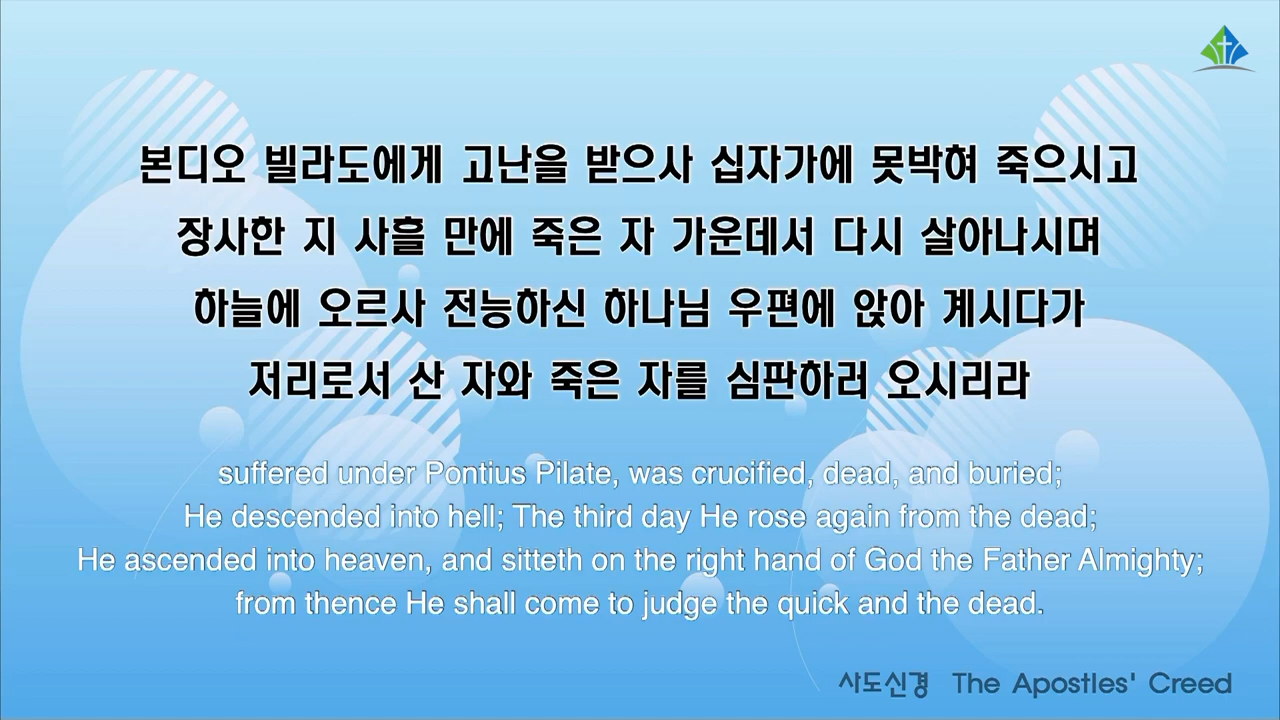 본디오 빌라도에게 고난을 받으사 십자가에 못박혀 죽으시고
장사한 지 사흘 만에 죽은 자 가운데서 다시 살아나시며
하늘에 오르사 전능하신 하나님 우편에 앉아 계시다가
저리로서 산 자와 죽은 자를 심판하러 오시리라
suffered under Pontius Pilate, was crucified, dead, and buried;
He descended into hell; The third day He rose again from the dead;
He ascended into heaven, and sitteth on the right hand of God the Father Almighty;
from thence He shall come to judge the quick and the dead.
사도신경 The Apostles' Creed